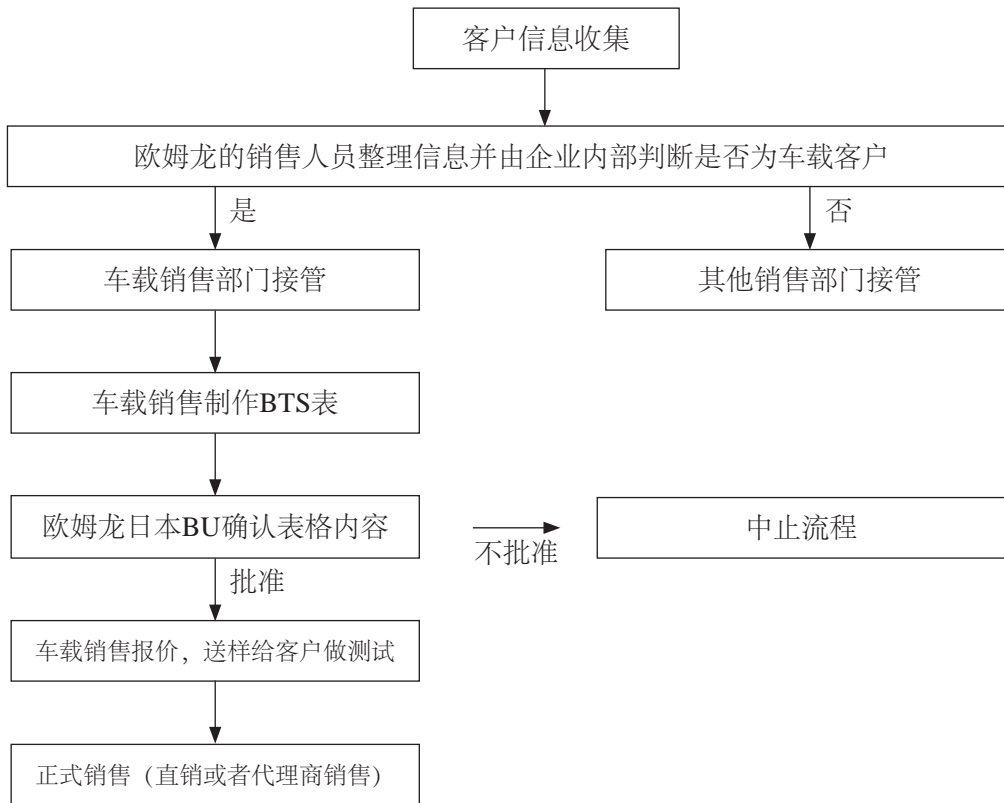 客户信息收集
欧姆龙的销售人员整理信息并由企业内部判断是否为车载客户
是
否
车载销售部门接管
其他销售部门接管
车载销售制作BTS表
欧姆龙日本BU确认表格内容
不批准
中止流程
批准
车载销售报价，送样给客户做测试
正式销售（直销或者代理商销售）